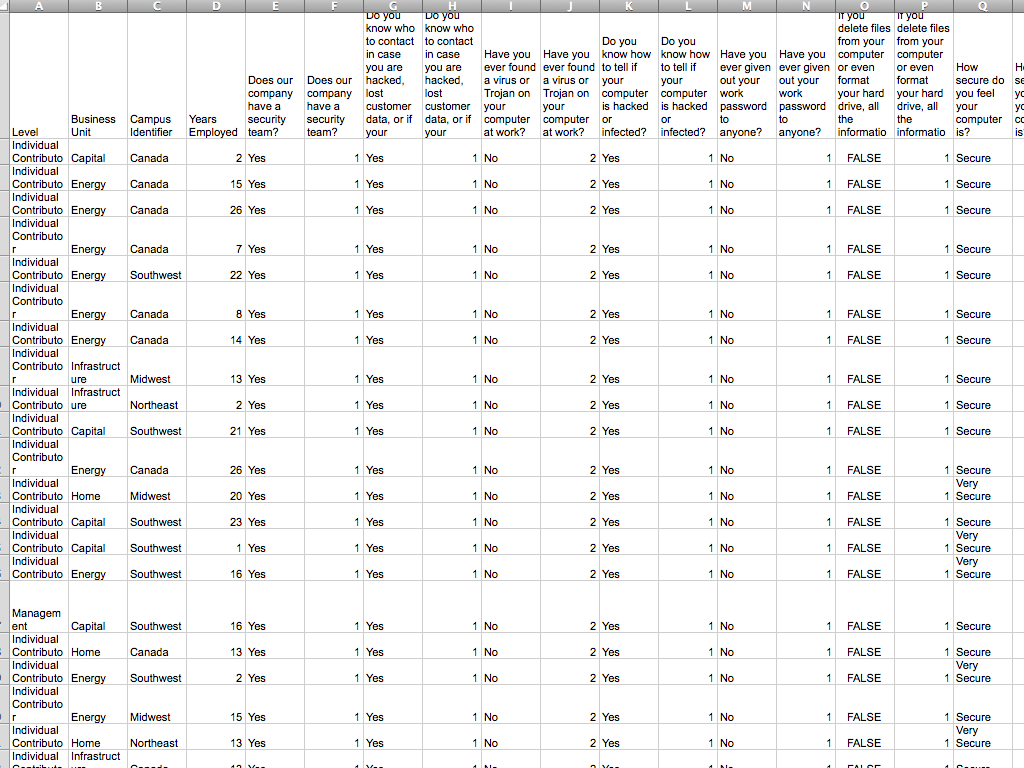 A B C D E F G H I J K L M N O P Q
Level Business Unit Campus Identifier Years Employed Does our company have a security team? Does our company have a security team? Do you know who to contact in case you are hacked, lost customer data, or if your Do you know who to contact in case you are hacked, lost customer data, or if your Have you ever found a virus or Trojan on your computer at work? Have you ever found a virus or Trojan on your computer at work? Do you know how to tell if your computer is hacked or infected? Do you know how to tell if your computer is hacked or infected? Have you ever given out your work password to anyone? Have you ever given out your work password to anyone? If you delete files from your computer or even format your hard drive, all the informatio If you delete files from your computer or even format your hard drive, all the informatio How secure do you feel your computer is?
Individual Contributo Capital Canada 2 Yes 1 Yes 1 No 2 Yes 1 No 1 FALSE 1 Secure
Individual Contributo Energy Canada 15 Yes 1 Yes 1 No 2 Yes 1 No 1 FALSE 1 Secure
Individual Contributo Energy Canada 26 Yes 1 Yes 1 No 2 Yes 1 No 1 FALSE 1 Secure
Individual Contributo r Energy Canada 7 Yes 1 Yes 1 No 2 Yes 1 No 1 FALSE 1 Secure
Individual Contributo Energy Southwest 22 Yes 1 Yes 1 No 2 Yes 1 No 1 FALSE 1 Secure
Individual Contributo r Energy Canada 8 Yes 1 Yes 1 No 2 Yes 1 No 1 FALSE 1 Secure
Individual Contributo Energy Canada 14 Yes 1 Yes 1 No 2 Yes 1 No 1 FALSE 1 Secure
Individual Contributo r Infrastruct ure Midwest 13 Yes 1 Yes 1 No 2 Yes 1 No 1 FALSE 1 Secure
Individual Contributo Infrastruct ure Northeast 2 Yes 1 Yes 1 No 2 Yes 1 No 1 FALSE 1 Secure
Individual Contributo Capital Southwest 21 Yes 1 Yes 1 No 2 Yes 1 No 1 FALSE 1 Secure
Individual Contributo r Energy Canada 26 Yes 1 Yes 1 No 2 Yes 1 No 1 FALSE 1 Secure
Individual Contributo Home Midwest 20 Yes 1 Yes 1 No 2 Yes 1 No 1 FALSE 1 Very Secure
Individual Contributo Capital Southwest 23 Yes 1 Yes 1 No 2 Yes 1 No 1 FALSE 1 Secure
Individual Contributo Capital Southwest 1 Yes 1 Yes 1 No 2 Yes 1 No 1 FALSE 1 Very Secure
Individual Contributo Energy Southwest 16 Yes 1 Yes 1 No 2 Yes 1 No 1 FALSE 1 Very Secure
Managem ent Capital Southwest 16 Yes 1 Yes 1 No 2 Yes 1 No 1 FALSE 1 Secure
Individual Contributo Home Canada 13 Yes 1 Yes 1 No 2 Yes 1 No 1 FALSE 1 Secure
Individual Contributo Energy Southwest 2 Yes 1 Yes 1 No 2 Yes 1 No 1 FALSE 1 Very Secure
Individual Contributo r Energy Midwest 15 Yes 1 Yes 1 No 2 Yes 1 No 1 FALSE 1 Secure
Individual Contributo Home Northeast 13 Yes 1 Yes 1 No 2 Yes 1 No 1 FALSE 1 Very Secure
Individual Infrastruct